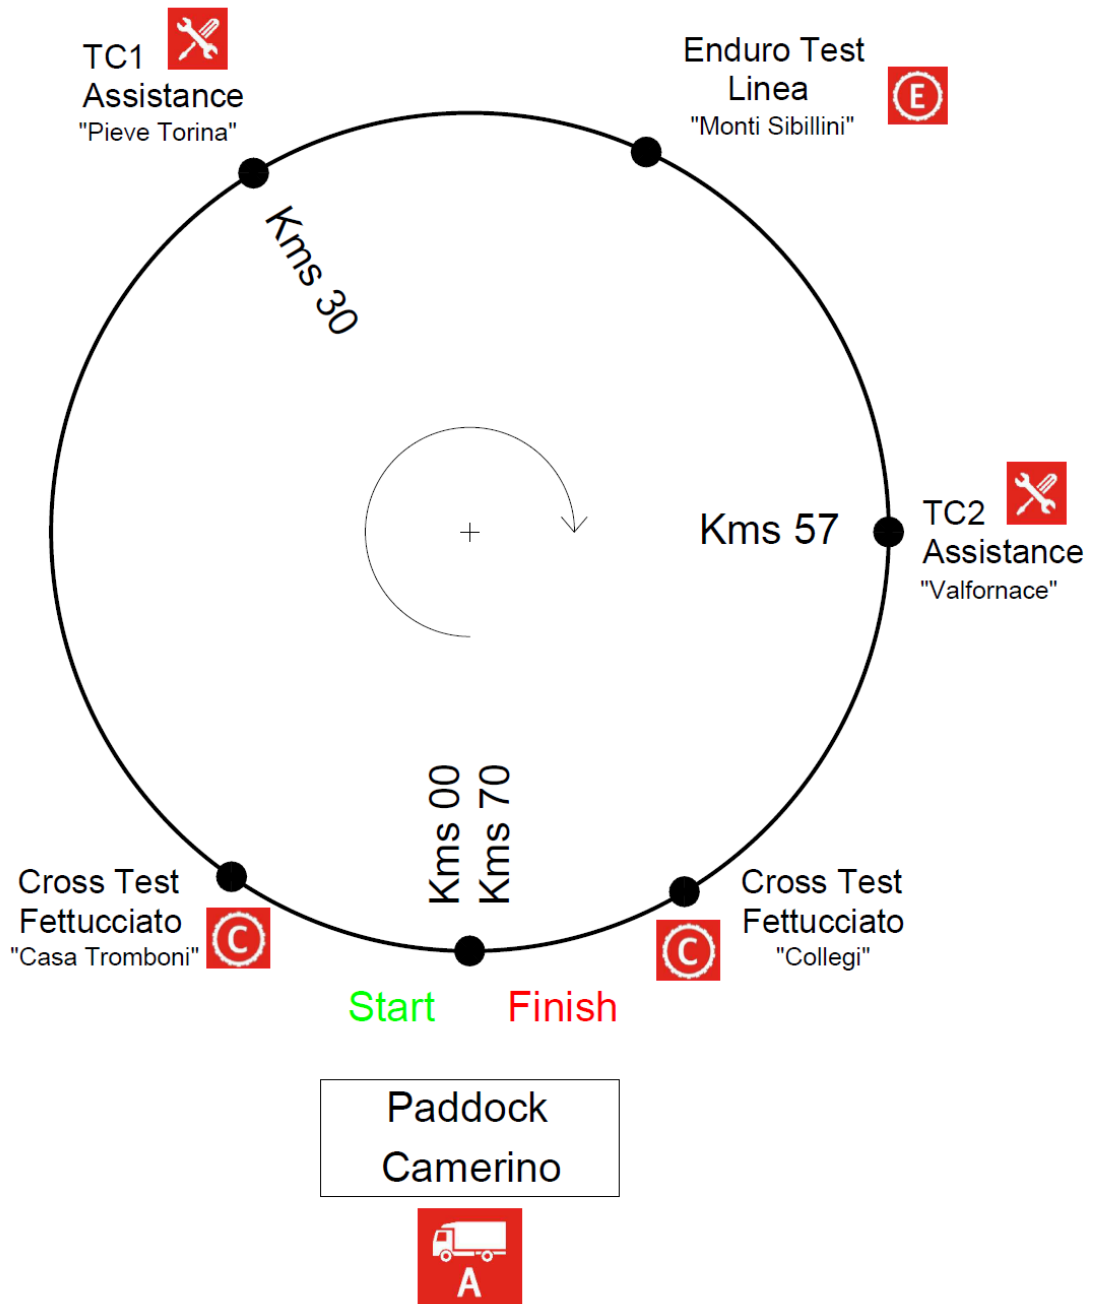 TC1
Assistance
"Pieve Torina"
Enduro Test
Linea
"Monti Sibillini"
E
Kms 30
Kms 57
TC2
Assistance
"Valfornace"
Kms 00
Kms 70
Cross Test
Fettucciato
"Casa Tromboni"
C
Cross Test
Fettucciato
"Collegi"
C
Start
Finish
Paddock
Camerino
A